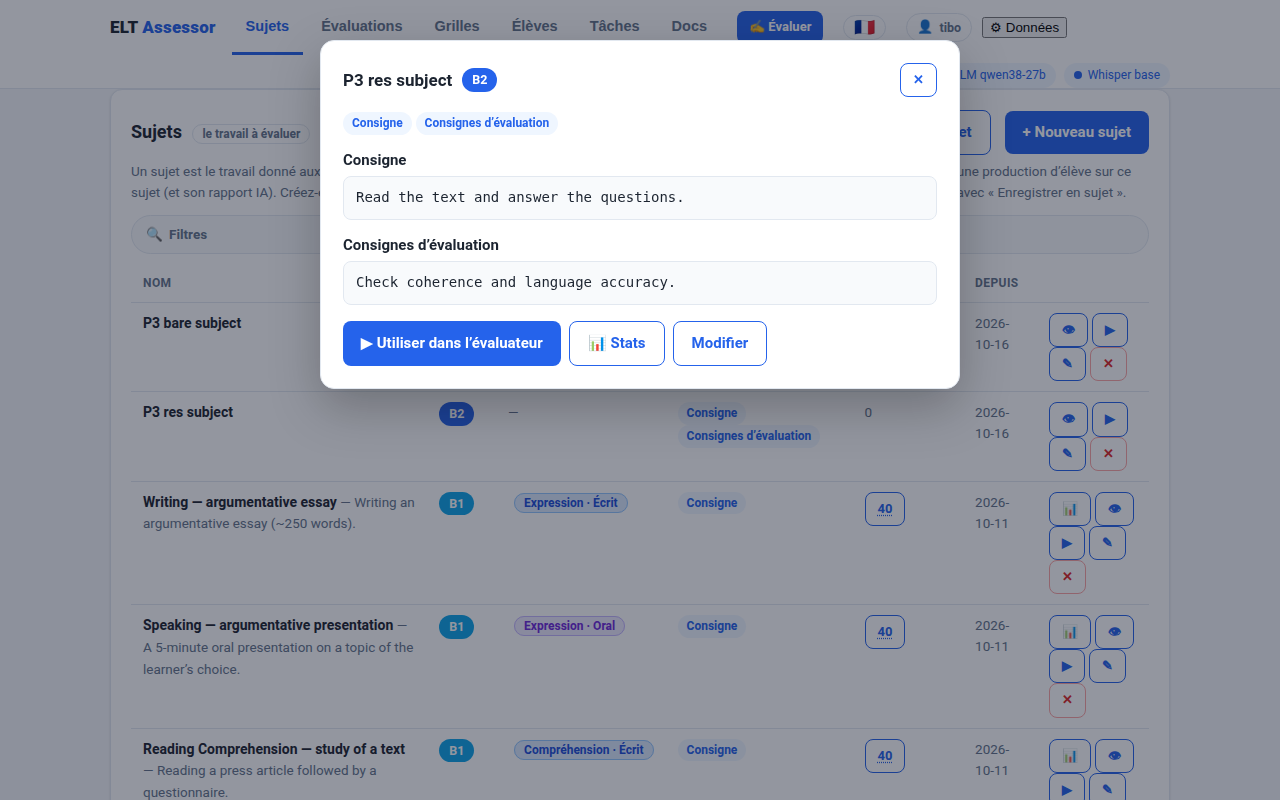 ELT Assessor Sujets Évaluations Grilles Élèves Tâches Docs ✍ Évaluer tibo ⚙ Données
LM qwen38-27b Whisper base
P3 res subject B2 ✕
Consigne Consignes d'évaluation
Consigne
Read the text and answer the questions.
Consignes d'évaluation
Check coherence and language accuracy.
▶ Utiliser dans l'évaluateur 📊 Stats Modifier
Sujets le travail à évaluer et + Nouveau sujet
Un sujet est le travail donné aux une production d'élève sur ce
sujet (et son rapport IA). Créez- avec « Enregistrer en sujet ».
🔍 Filtres
NOM DEPUIS
P3 bare subject 2026-
10-16
P3 res subject B2 — Consigne 0 2026-
Consignes d'évaluation 10-16
Writing — argumentative essay — Writing an B1 Expression · Écrit Consigne 40 2026-
argumentative essay (~250 words). 10-11
Speaking — argumentative presentation — B1 Expression · Oral Consigne 40 2026-
A 5-minute oral presentation on a topic of the 10-11
learner's choice.
Reading Comprehension — study of a text B1 Compréhension · Écrit Consigne 40 2026-
— Reading a press article followed by a 10-11
questionnaire.